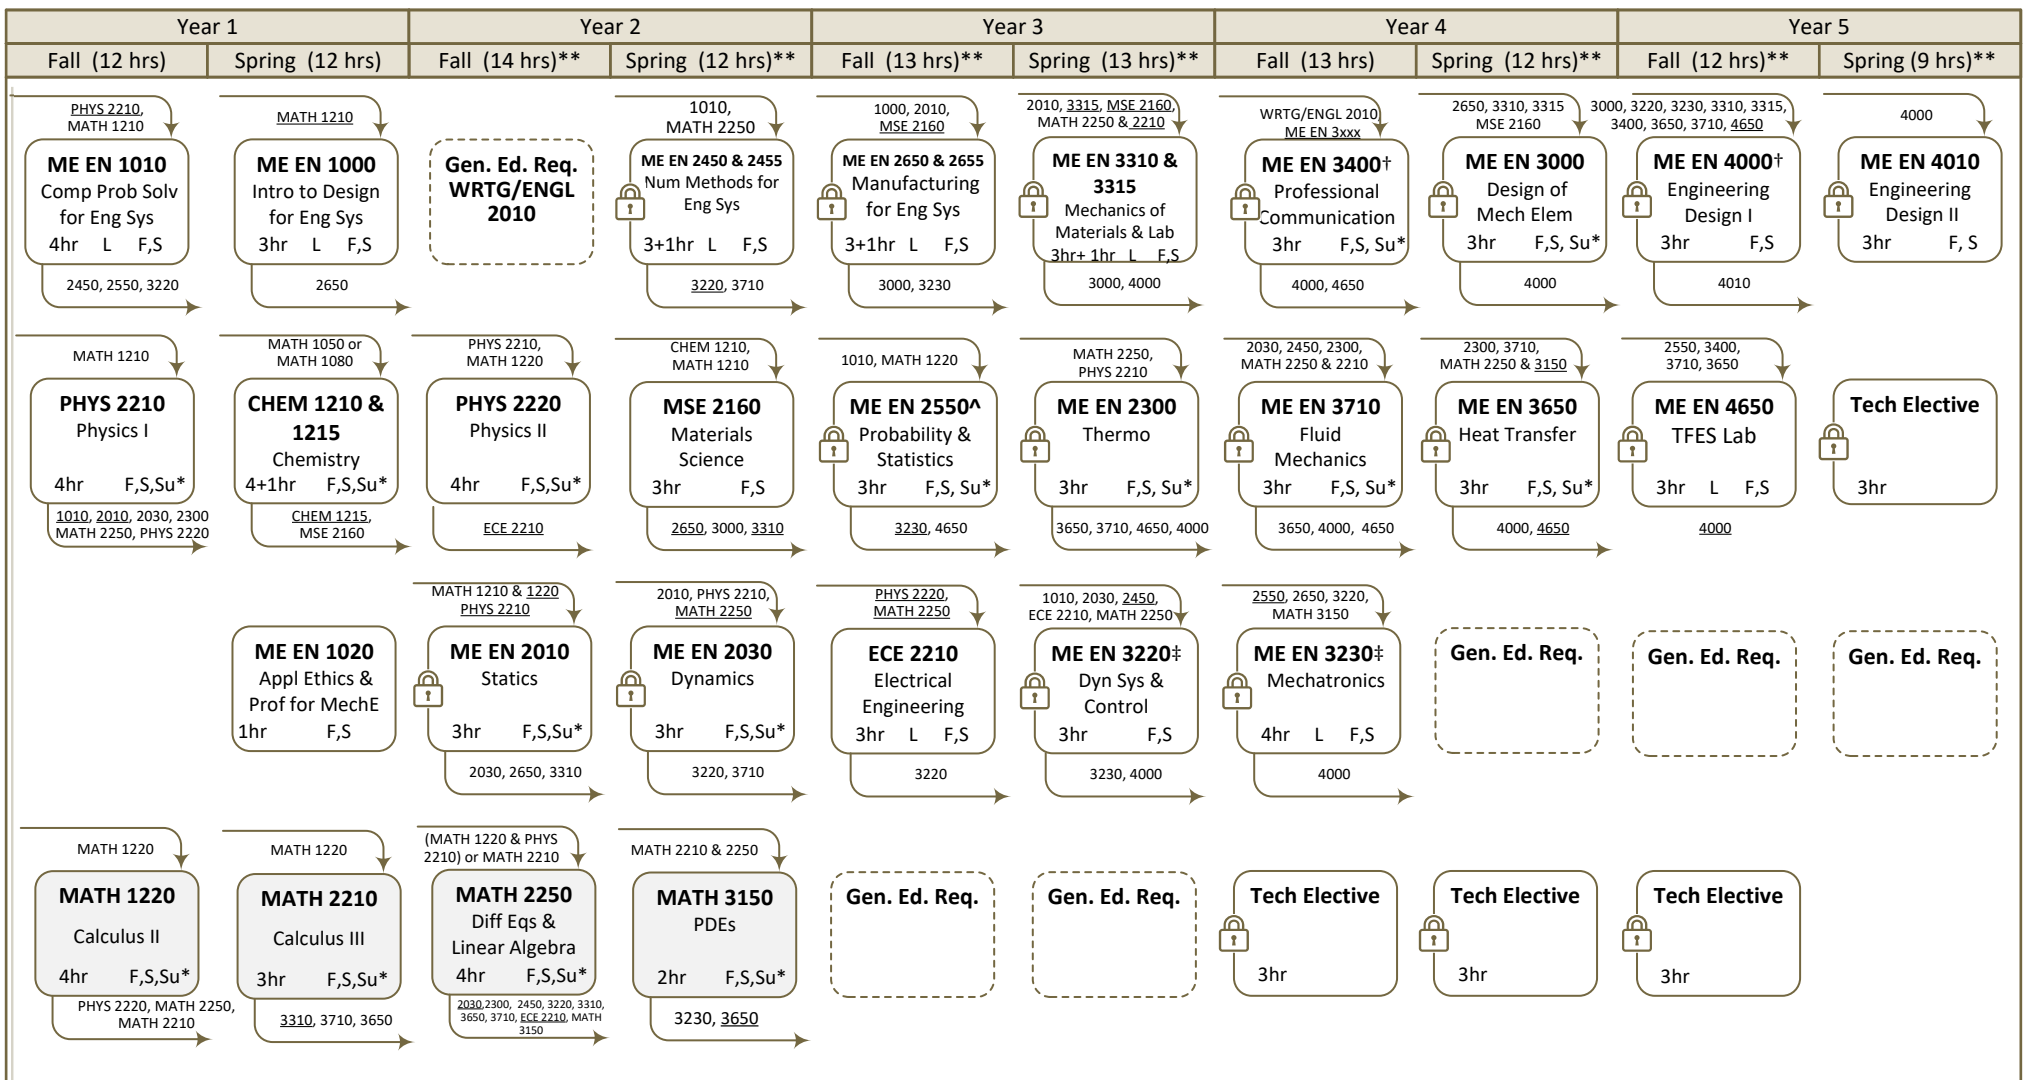 Year 1
Year 2
Year 3
Year 4
Year 5
Fall (12 hrs)
Spring (12 hrs)
Fall (14 hrs)**
Spring (12 hrs)**
Fall (13 hrs)**
Spring (13 hrs)**
Fall (13 hrs)
Spring (12 hrs)**
Fall (12 hrs)**
Spring (9 hrs)**
PHYS 2210,
MATH 1210
ME EN 1010
Comp Prob Solv
for Eng Sys
4hr L F,S
2450, 2550, 3220
MATH 1210
ME EN 1000
Intro to Design
for Eng Sys
3hr L F,S
2650
Gen. Ed. Req.
WRTG/ENGL
2010
1010,
MATH 2250
ME EN 2450 & 2455
Num Methods for
Eng Sys
3+1hr L F,S
3220, 3710
1000, 2010,
MSE 2160
ME EN 2650 & 2655
Manufacturing
for Eng Sys
3+1hr L F,S
3000, 3230
2010, 3315, MSE 2160,
MATH 2250 & 2210
ME EN 3310 &
3315
Mechanics of
Materials & Lab
3hr+ 1hr L F,S
3000, 4000
WRTG/ENGL 2010,
ME EN 3xxx
ME EN 3400†
Professional
Communication
3hr F,S, Su*
4000, 4650
2650, 3310, 3315
MSE 2160
ME EN 3000
Design of
Mech Elem
3hr F,S, Su*
4000
3000, 3220, 3230, 3310, 3315,
3400, 3650, 3710, 4650
ME EN 4000†
Engineering
Design I
3hr F,S
4010
4000
ME EN 4010
Engineering
Design II
3hr F, S
MATH 1210
PHYS 2210
Physics I
4hr F,S,Su*
1010, 2010, 2030, 2300
MATH 2250, PHYS 2220
MATH 1050 or
MATH 1080
CHEM 1210 &
1215
Chemistry
4+1hr F,S,Su*
CHEM 1215,
MSE 2160
PHYS 2210,
MATH 1220
PHYS 2220
Physics II
4hr F,S,Su*
ECE 2210
CHEM 1210,
MATH 1210
MSE 2160
Materials
Science
3hr F,S
2650, 3000, 3310
1010, MATH 1220
ME EN 2550^
Probability &
Statistics
3hr F,S, Su*
3230, 4650
MATH 2250,
PHYS 2210
ME EN 2300
Thermo
3hr F,S, Su*
3650, 3710, 4650, 4000
2030, 2450, 2300,
MATH 2250 & 2210
ME EN 3710
Fluid
Mechanics
3hr F,S, Su*
3650, 4000, 4650
2300, 3710,
MATH 2250 & 3150
ME EN 3650
Heat Transfer
3hr F,S, Su*
4000, 4650
2550, 3400,
3710, 3650
ME EN 4650
TFES Lab
3hr L F,S
4000
Tech Elective
3hr
ME EN 1020
Appl Ethics &
Prof for MechE
1hr F,S
MATH 1210 & 1220
PHYS 2210
ME EN 2010
Statics
3hr F,S,Su*
2030, 2650, 3310
2010, PHYS 2210,
MATH 2250
ME EN 2030
Dynamics
3hr F,S,Su*
3220, 3710
PHYS 2220,
MATH 2250
ECE 2210
Electrical
Engineering
3hr L F,S
3220
1010, 2030, 2450,
ECE 2210, MATH 2250
ME EN 3220‡
Dyn Sys &
Control
3hr F,S
3230, 4000
2550, 2650, 3220,
MATH 3150
ME EN 3230‡
Mechatronics
4hr L F,S
4000
Gen. Ed. Req.
Gen. Ed. Req.
Gen. Ed. Req.
MATH 1220
MATH 1220
Calculus II
4hr F,S,Su*
PHYS 2220, MATH 2250,
MATH 2210
MATH 1220
MATH 2210
Calculus III
3hr F,S,Su*
3310, 3710, 3650
(MATH 1220 & PHYS
2210) or MATH 2210
MATH 2250
Diff Eqs &
Linear Algebra
4hr F,S,Su*
2030,2300, 2450, 3220, 3310,
3650, 3710, ECE 2210, MATH
3150
MATH 2210 & 2250
MATH 3150
PDEs
2hr F,S,Su*
3230, 3650
Gen. Ed. Req.
Gen. Ed. Req.
Tech Elective
3hr
Tech Elective
3hr
Tech Elective
3hr